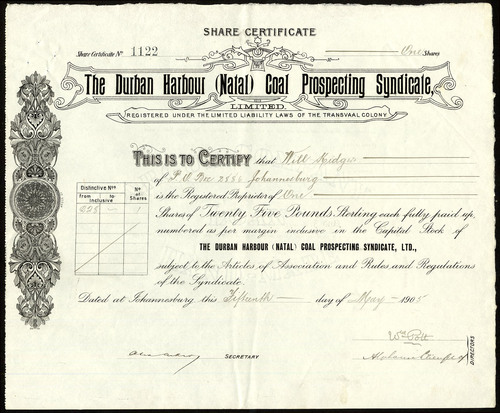 SHARE CERTIFICATE
Share Certificate No 1122 One Shares
The Durban Harbour (Natal) Coal Prospecting Syndicate,
LIMITED.
REGISTERED UNDER THE LIMITED LIABILITY LAWS OF THE TRANSVAAL COLONY
THIS IS TO CERTIFY that Will
of P.O. Box Johannesburg
is the Registered Proprietor of One
Shares of Twenty Five Pounds Sterling each fully paid up,
numbered as per margin inclusive in the Capital Stock of
THE DURBAN HARBOUR (NATAL) COAL PROSPECTING SYNDICATE, LTD.,
subject to the Articles of Association and Rules and Regulations
of the Syndicate.
Dated at Johannesburg this Fifteenth day of May 1905
Distinctive Nos
From to Inclusive
No of Shares
1
SECRETARY
DIRECTORS